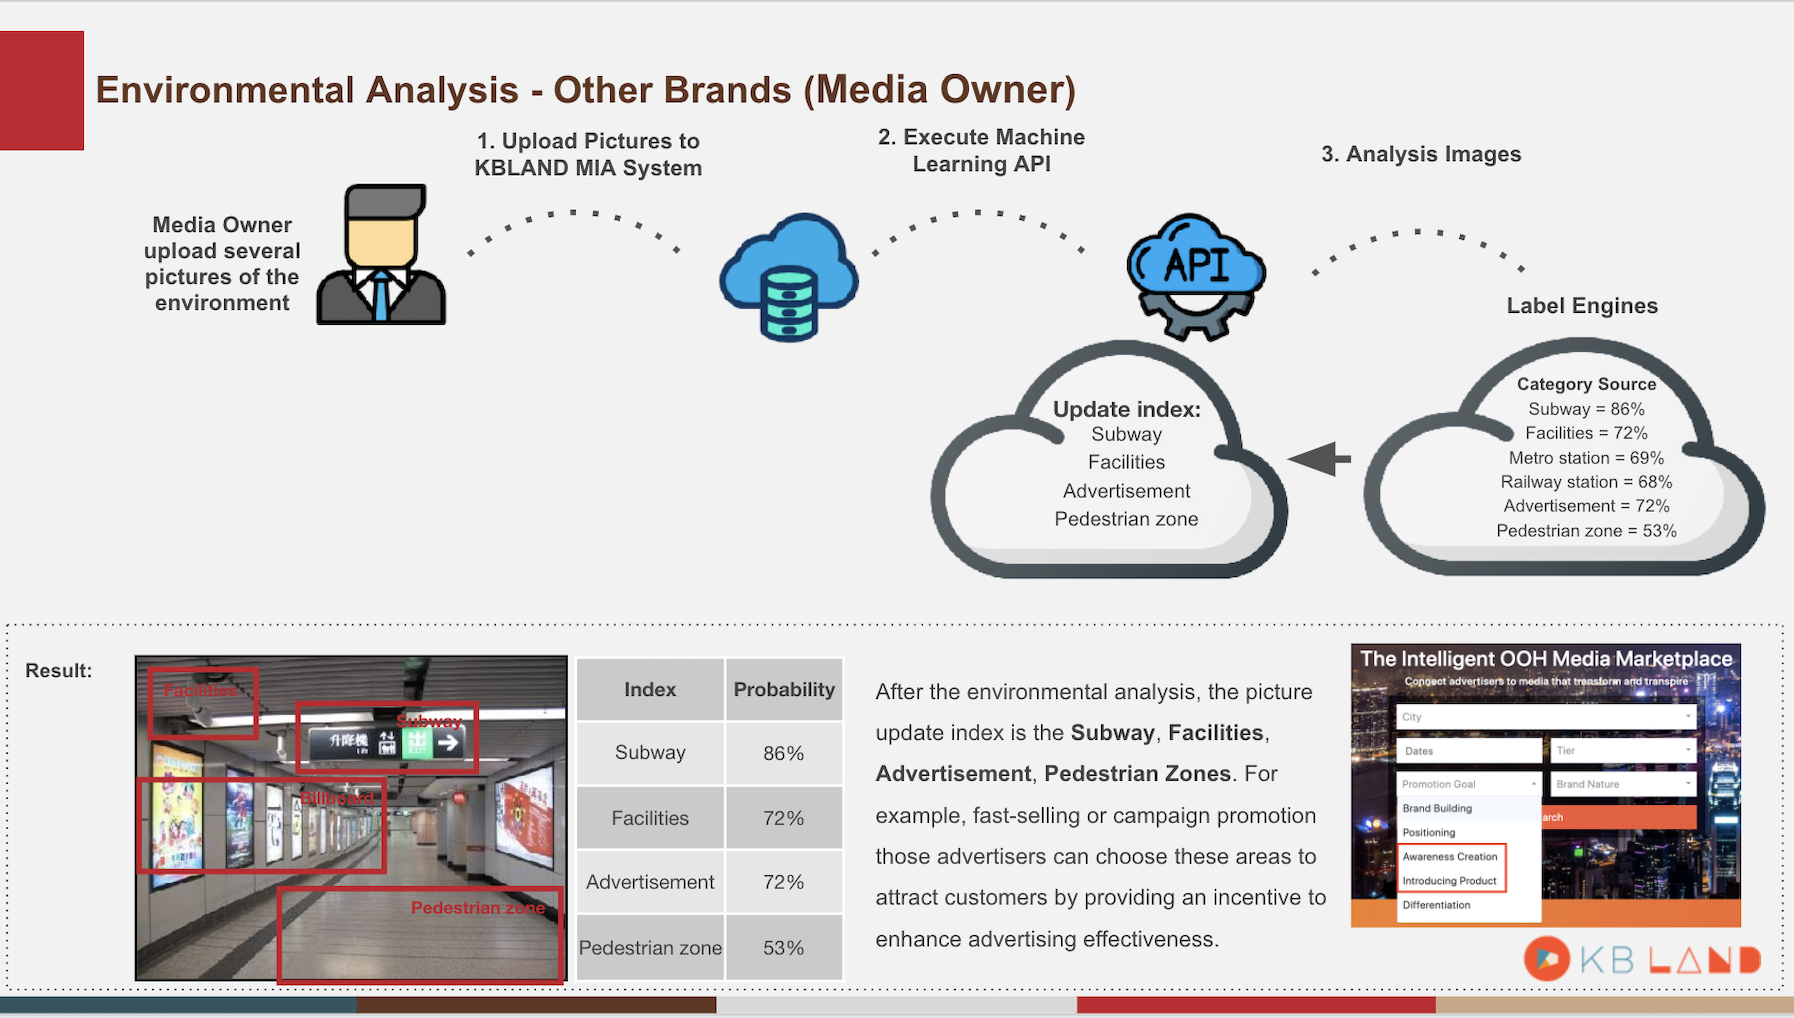 Environmental Analysis - Other Brands (Media Owner)
1. Upload Pictures to
KBLAND MIA System
2. Execute Machine
Learning API
3. Analysis Images
Media Owner
upload several
pictures of the
environment
API
Label Engines
Update index:
Subway
Facilities
Advertisement
Pedestrian zone
Category Source
Subway = 86%
Facilities = 72%
Metro station = 69%
Railway station = 68%
Advertisement = 72%
Pedestrian zone = 53%
Result:
Facilities
Subway
升降機
出
EXIT
Billboard
Pedestrian zone
Index Probability
Subway 86%
Facilities 72%
Advertisement 72%
Pedestrian zone 53%
After the environmental analysis, the picture
update index is the Subway, Facilities,
Advertisement, Pedestrian Zones. For
example, fast-selling or campaign promotion
those advertisers can choose these areas to
attract customers by providing an incentive to
enhance advertising effectiveness.
The Intelligent OOH Media Marketplace
Connect advertisers to media that transform and transpire
City
Dates Tier
Promotion Goal Brand Nature
Brand Building
arch
Positioning
Awareness Creation
Introducing Product
Differentiation
KB LAND